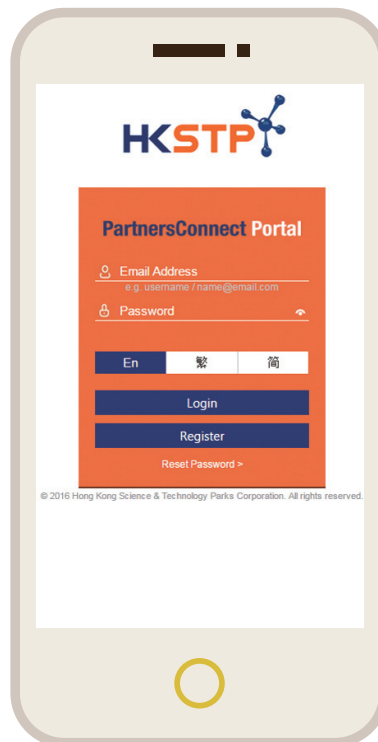 HKSTP
PartnersConnect Portal
Email Address
e.g. username / name@email.com
Password
En 繁 简
Login
Register
Reset Password >
© 2016 Hong Kong Science & Technology Parks Corporation. All rights reserved.